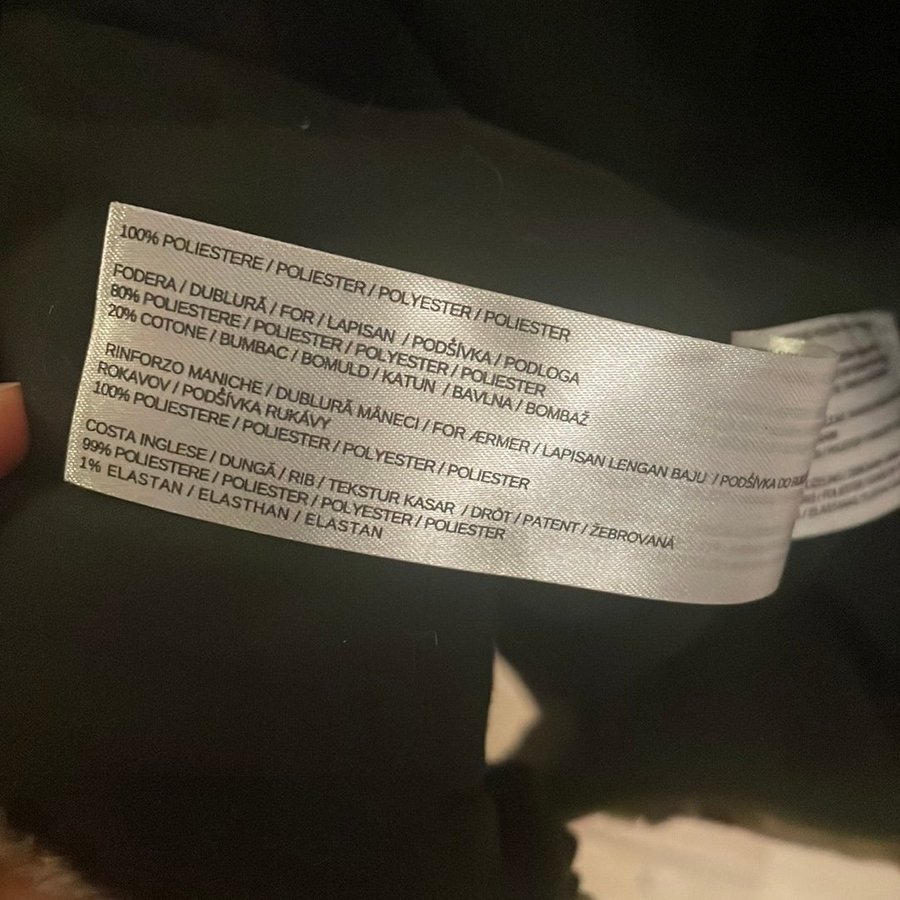 100% POLIESTERE / POLIESTER / POLYESTER / POLIESTER
FODERA / DUBLURĂ / FOR / LAPISAN / PODŠÍVKA / PODLOGA
80% POLIESTERE / POLIESTER / POLYESTER / POLIESTER
20% COTONE / BUMBAC / BOMULD / KATUN / BAVLNA / BOMBAŽ
RINFORZO MANICHE / DUBLURĂ MÂNECI / FOR ÆRMER / LAPISAN LENGAN BAJU / PODŠÍVKA DO
ROKAVOV / PODŠÍVKA RUKÁVY
100% POLIESTERE / POLIESTER / POLYESTER / POLIESTER
COSTA INGLESE / DUNGĂ / RIB / TEKSTUR KASAR / DRÔT / PATENT / ŽEBROVANÁ
99% POLIESTERE / POLIESTER / POLYESTER / POLIESTER
1% ELASTAN / ELASTHAN / ELASTAN